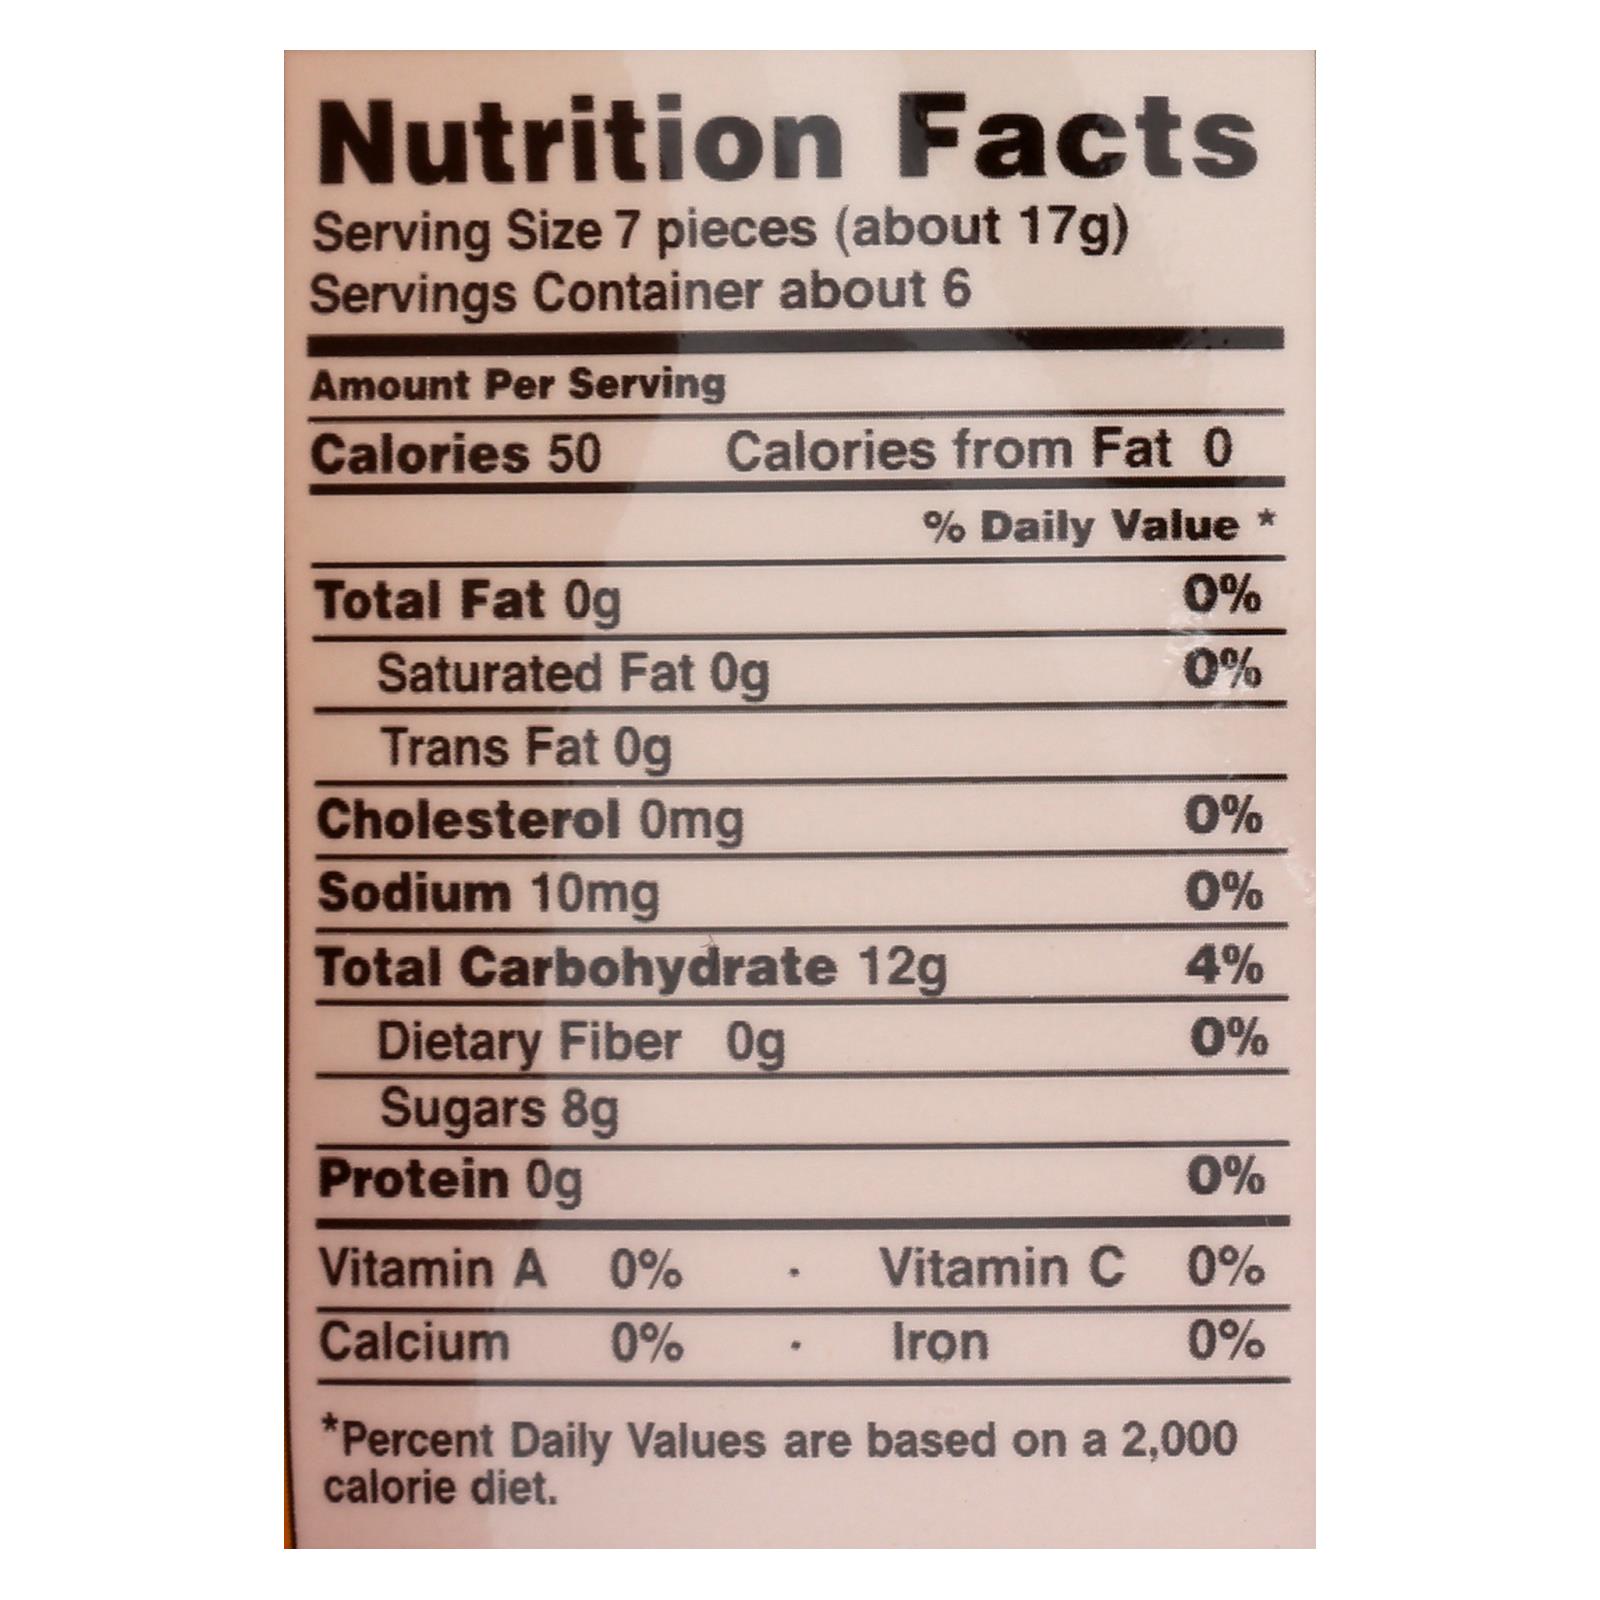 Nutrition Facts
Serving Size 7 pieces (about 17g)
Servings Container about 6
Amount Per Serving
Calories 50 Calories from Fat 0
% Daily Value *
Total Fat 0g 0%
Saturated Fat 0g 0%
Trans Fat 0g
Cholesterol 0mg 0%
Sodium 10mg 0%
Total Carbohydrate 12g 4%
Dietary Fiber 0g 0%
Sugars 8g
Protein 0g 0%
Vitamin A 0% · Vitamin C 0%
Calcium 0% · Iron 0%
*Percent Daily Values are based on a 2,000
calorie diet.